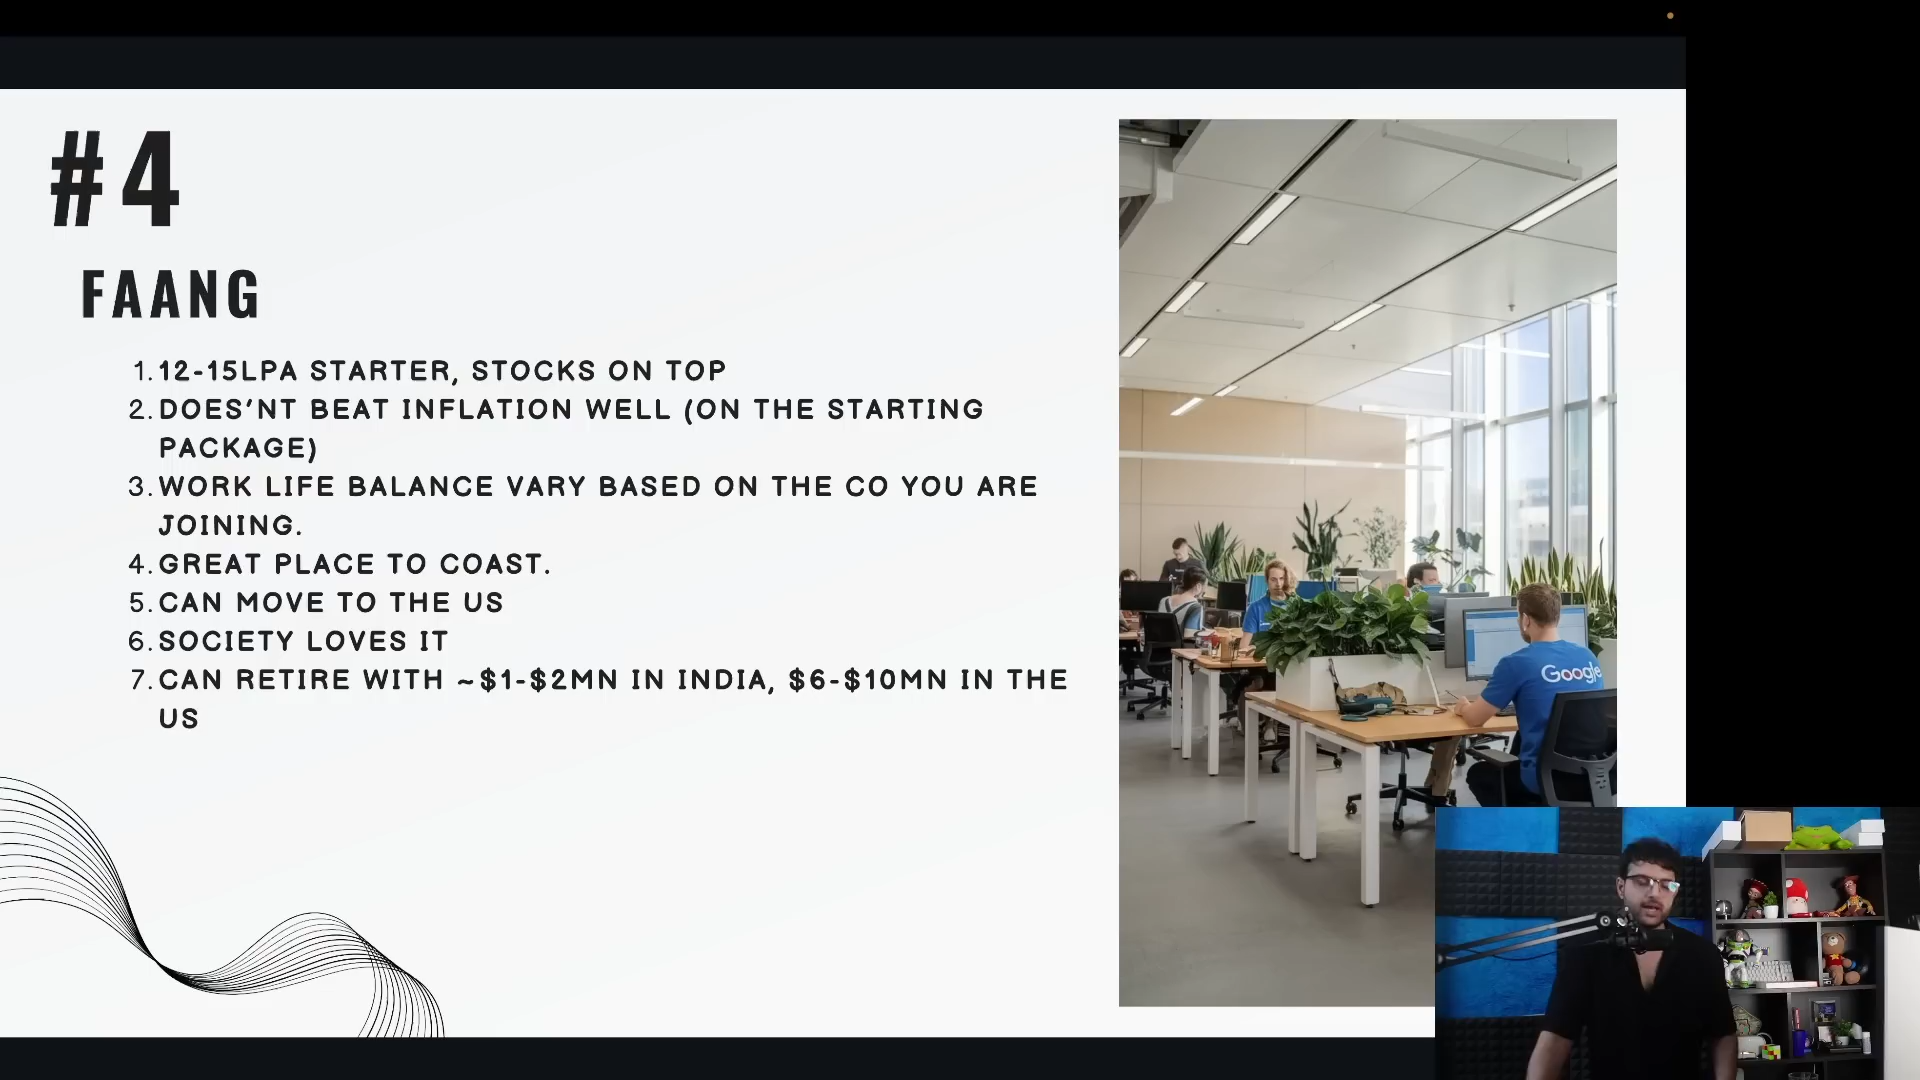 #4
FAANG
1. 12-15LPA STARTER, STOCKS ON TOP
2. DOES'NT BEAT INFLATION WELL (ON THE STARTING
PACKAGE)
3. WORK LIFE BALANCE VARY BASED ON THE CO YOU ARE
JOINING.
4. GREAT PLACE TO COAST.
5. CAN MOVE TO THE US
6. SOCIETY LOVES IT
7. CAN RETIRE WITH ~$1-$2MN IN INDIA, $6-$10MN IN THE
US
Google